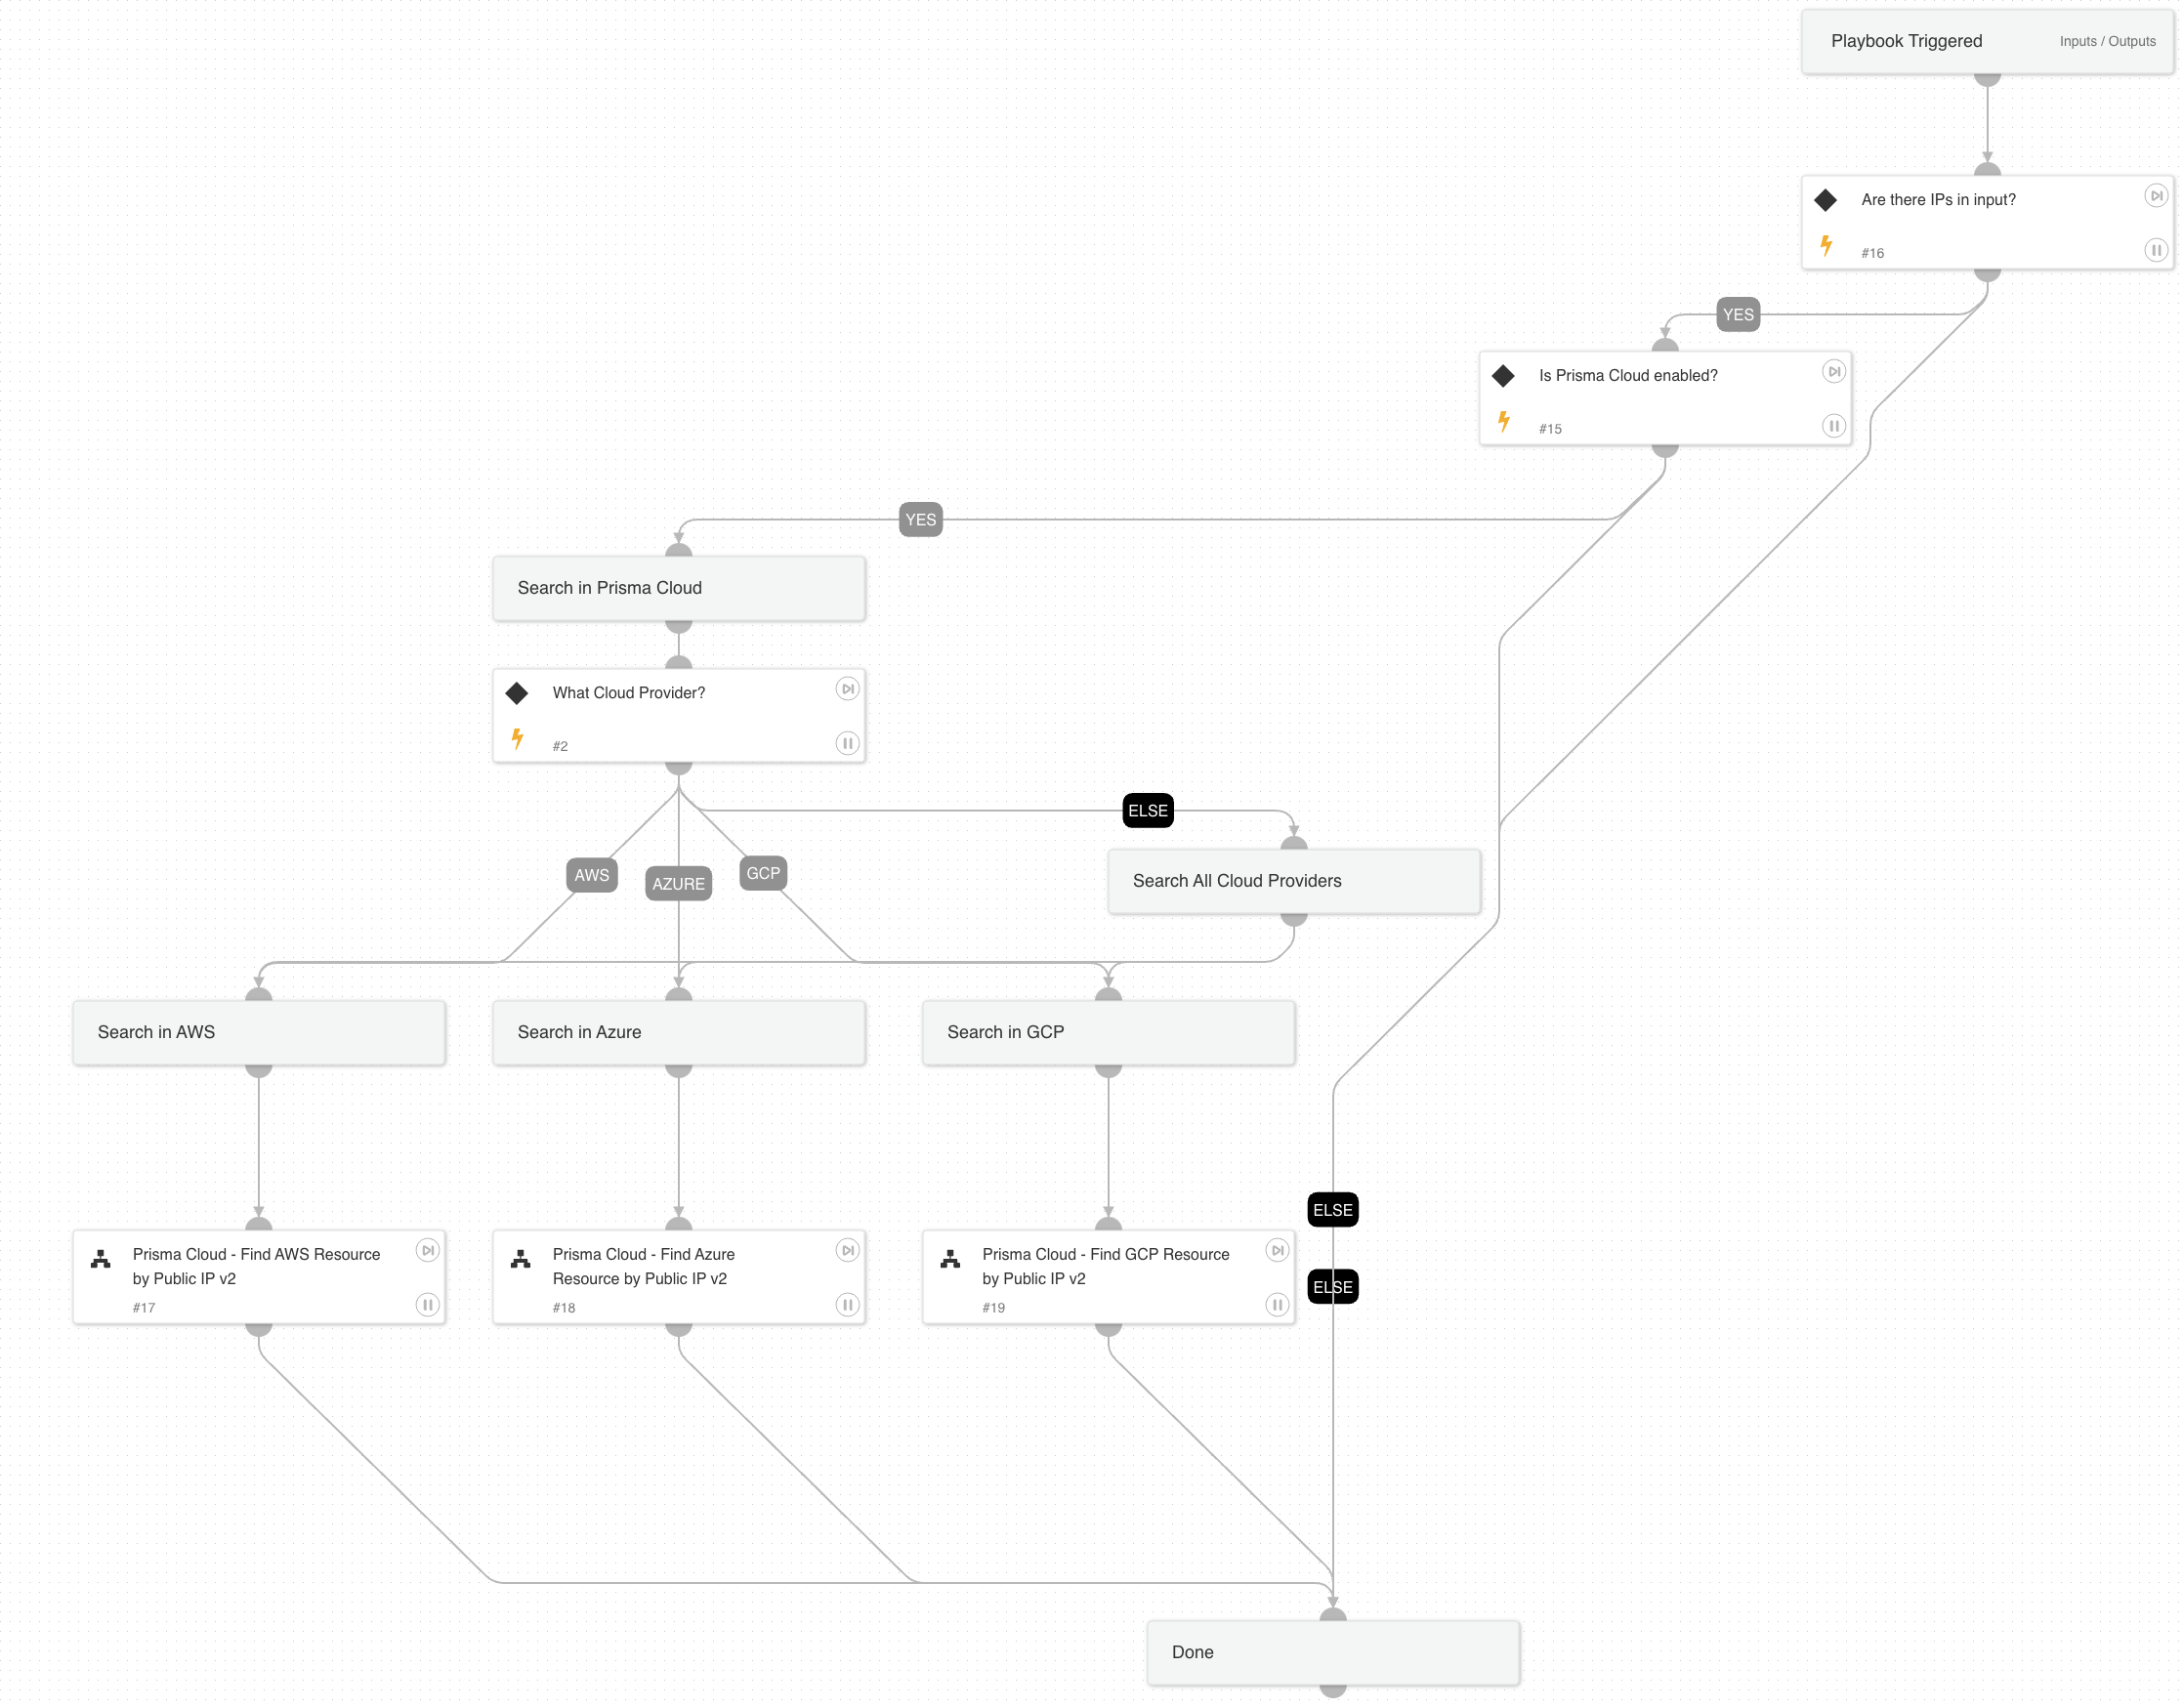 Playbook Triggered
Inputs / Outputs
Are there IPs in input?
#16
YES
Is Prisma Cloud enabled?
#15
YES
Search in Prisma Cloud
What Cloud Provider?
#2
ELSE
AWS
AZURE
GCP
Search All Cloud Providers
Search in AWS
Search in Azure
Search in GCP
ELSE
Prisma Cloud - Find AWS Resource
by Public IP v2
#17
Prisma Cloud - Find Azure
Resource by Public IP v2
#18
Prisma Cloud - Find GCP Resource
by Public IP v2
#19
ELSE
Done